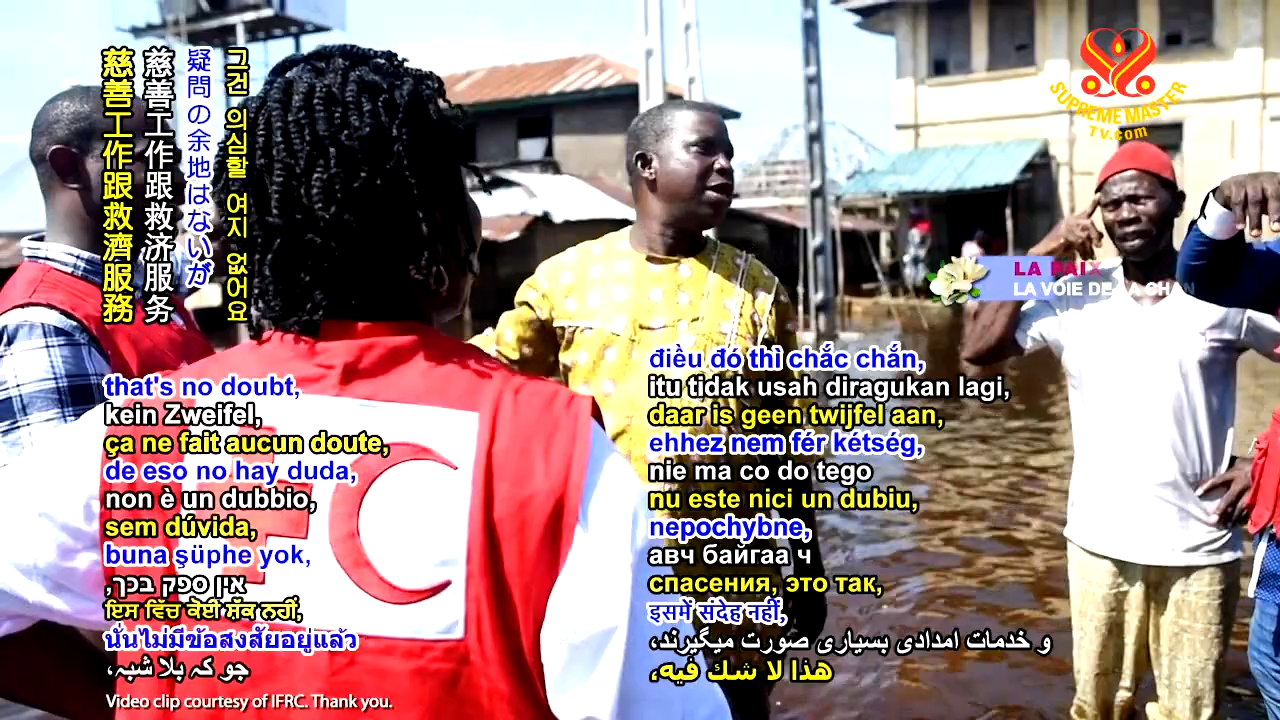 慈善工作跟救濟服務
慈善工作跟救济服务
疑問の余地はないが
그건 의심할 여지 없어요
SUPREME MASTER
TV.com
LA PAIX
LA VOIE DE LA CHAN
that's no doubt,
kein Zweifel,
ça ne fait aucun doute,
de eso no hay duda,
non è un dubbio,
sem dúvida,
buna şüphe yok,
אין ספק בכך,
ਇਸ ਵਿੱਚ ਕੋਈ ਸ਼ੱਕ ਨਹੀਂ,
นั่นไม่มีข้อสงสัยอยู่แล้ว
جو کہ بلا شبہ،
điều đó thì chắc chắn,
itu tidak usah diragukan lagi,
daar is geen twijfel aan,
ehhez nem fér kétség,
nie ma co do tego
nu este nici un dubiu,
nepochybne,
авч байгаа ч
спасения, это так,
इसमें संदेह नहीं,
و خدمات امدادی بسیاری صورت میگیرند،
هذا لا شك فيه،
Video clip courtesy of IFRC. Thank you.